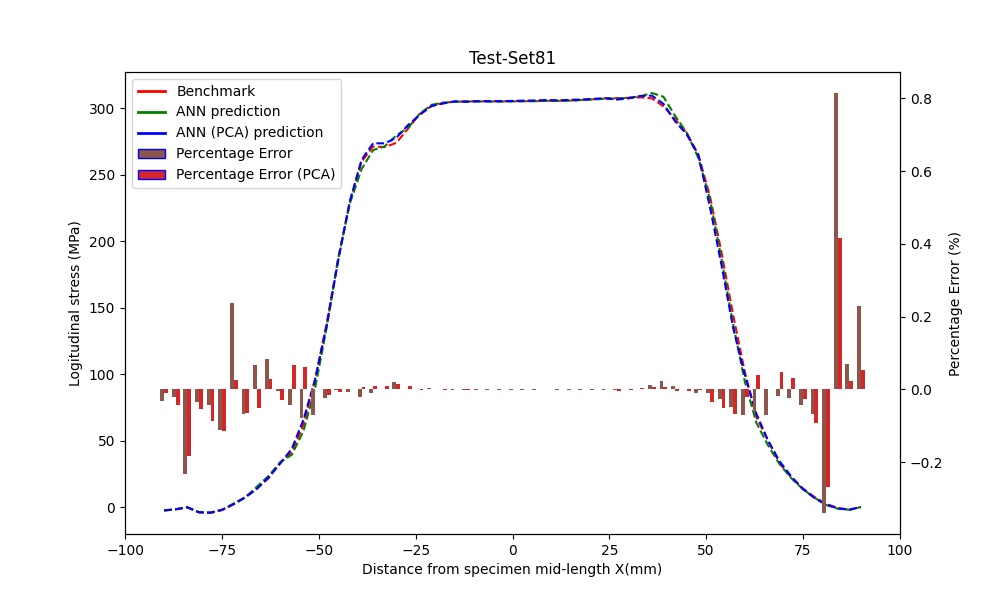 Test-Set81
Benchmark
ANN prediction
ANN (PCA) prediction
Percentage Error
Percentage Error (PCA)
Logitudinal stress (MPa)
300
250
200
150
100
50
0
−100
−75
−50
−25
0
25
50
75
100
Distance from specimen mid-length X(mm)
0.8
0.6
0.4
0.2
0.0
−0.2
Percentage Error (%)